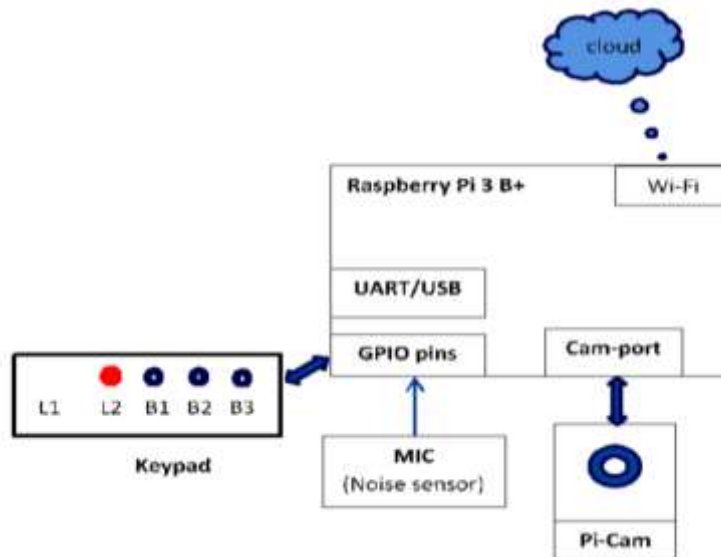 cloud
Raspberry Pi 3 B+
Wi-Fi
UART/USB
GPIO pins
Cam-port
L1 L2 B1 B2 B3
Keypad
MIC
(Noise sensor)
Pi-Cam